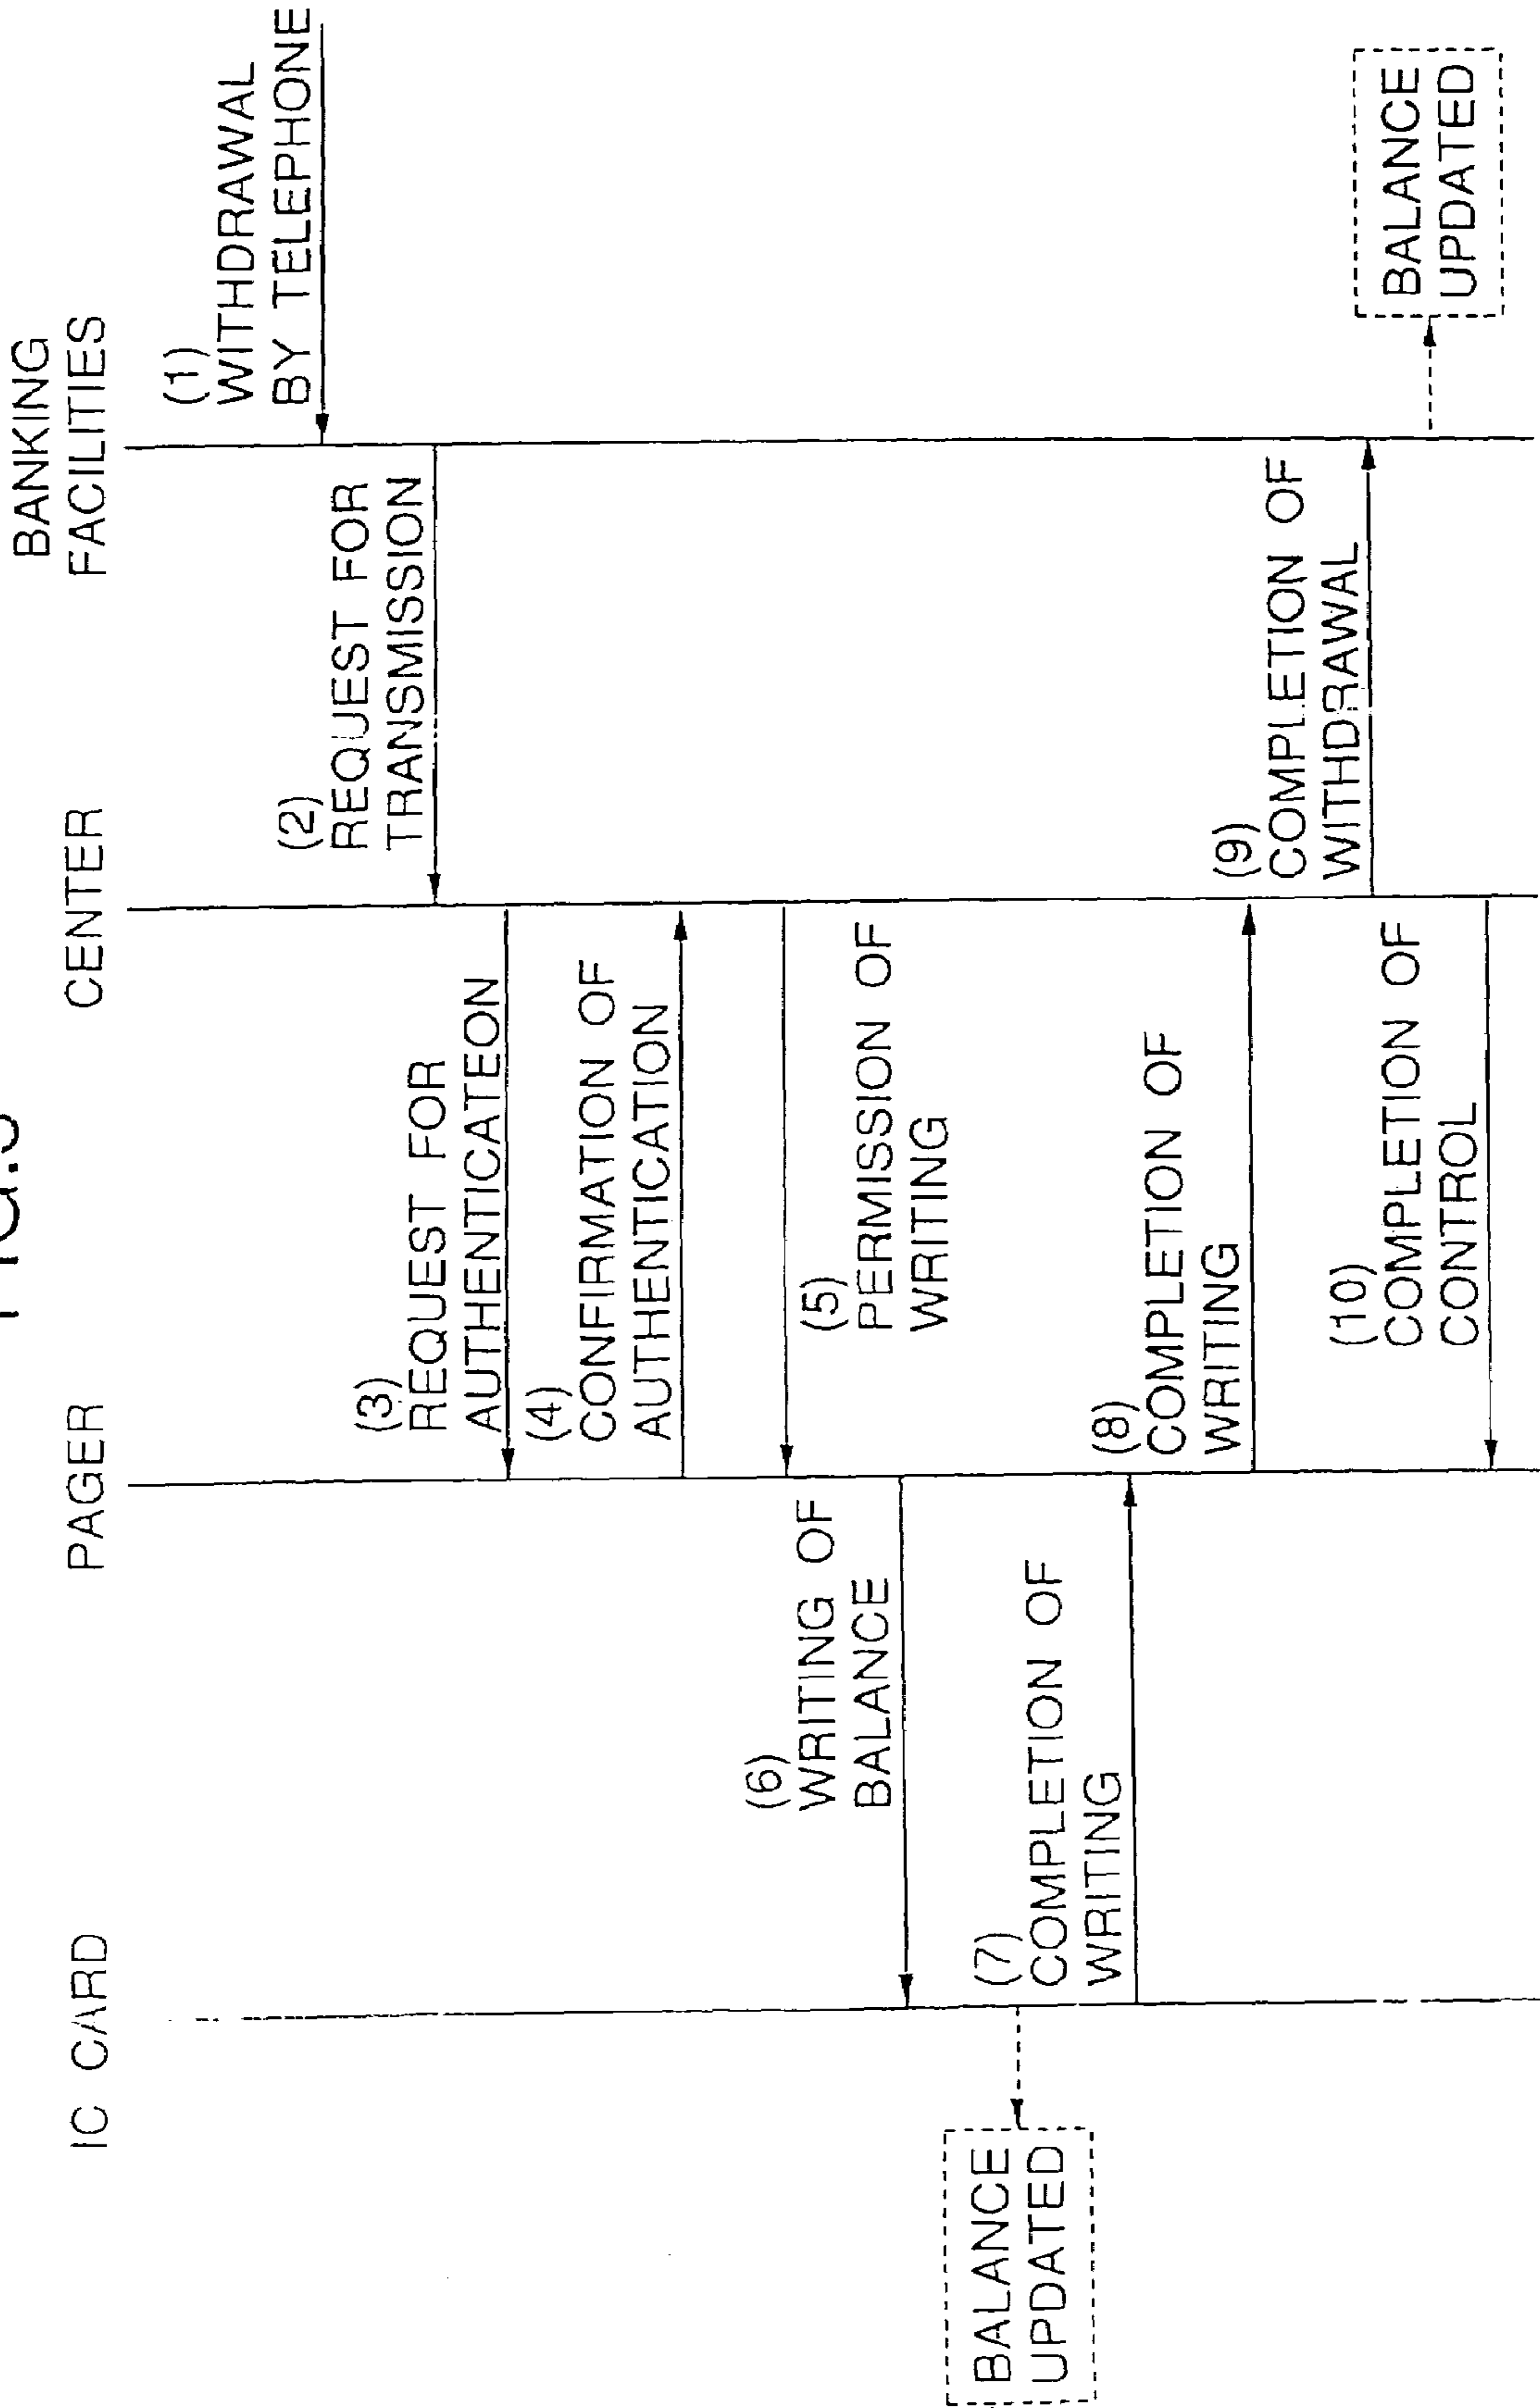 IC CARD
PAGER
CENTER
BANKING
FACILITIES
(1)
WITHDRAWAL
BY TELEPHONE
(2)
REQUEST FOR
TRANSMISSION
(3)
REQUEST FOR
AUTHENTICATEON
(4)
CONFIRMATION OF
AUTHENTICATION
(5)
PERMISSION OF
WRITING
(6)
WRITING OF
BALANCE
BALANCE
UPDATED
(7)
COMPLETION OF
WRITING
(8)
COMPLETION OF
WRITING
(9)
COMPLETION OF
WITHDRAWAL
BALANCE
UPDATED
(10)
COMPLETION OF
CONTROL